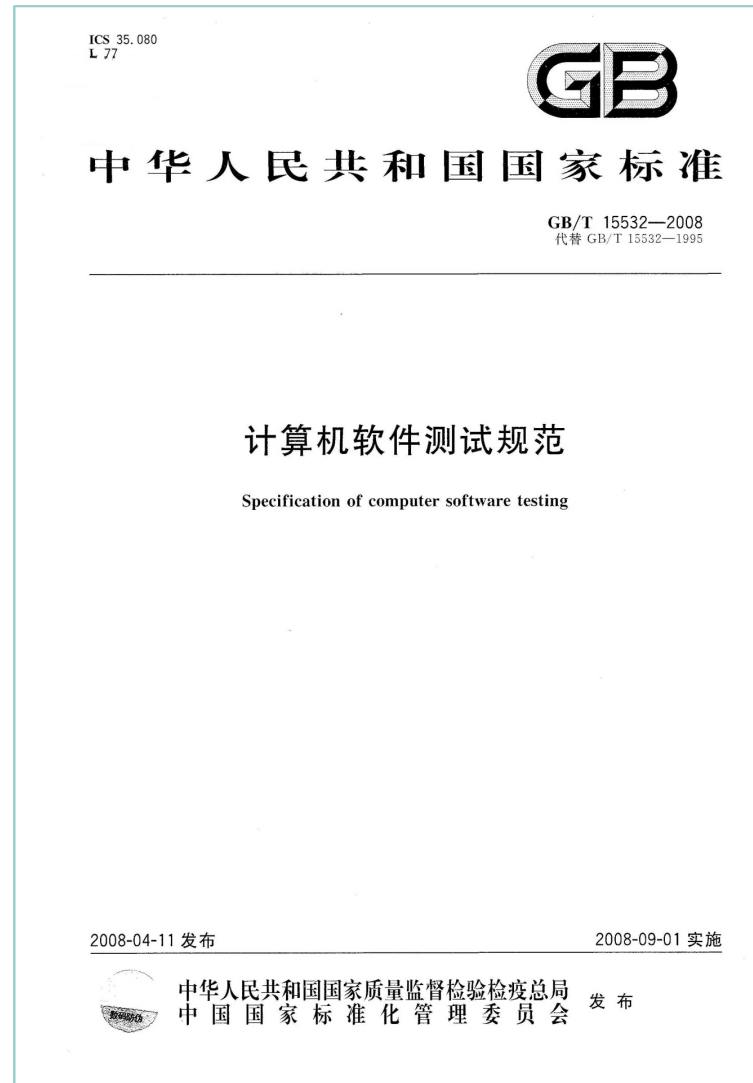 ICS 35.080
L 77
GB
中华人民共和国国家标准
GB/T 15532—2008
代替 GB/T 15532—1995
计算机软件测试规范
Specification of computer software testing
2008-04-11 发布
2008-09-01 实施
中华人民共和国国家质量监督检验检疫总局
中国国家标准化管理委员会
发布
数码防伪